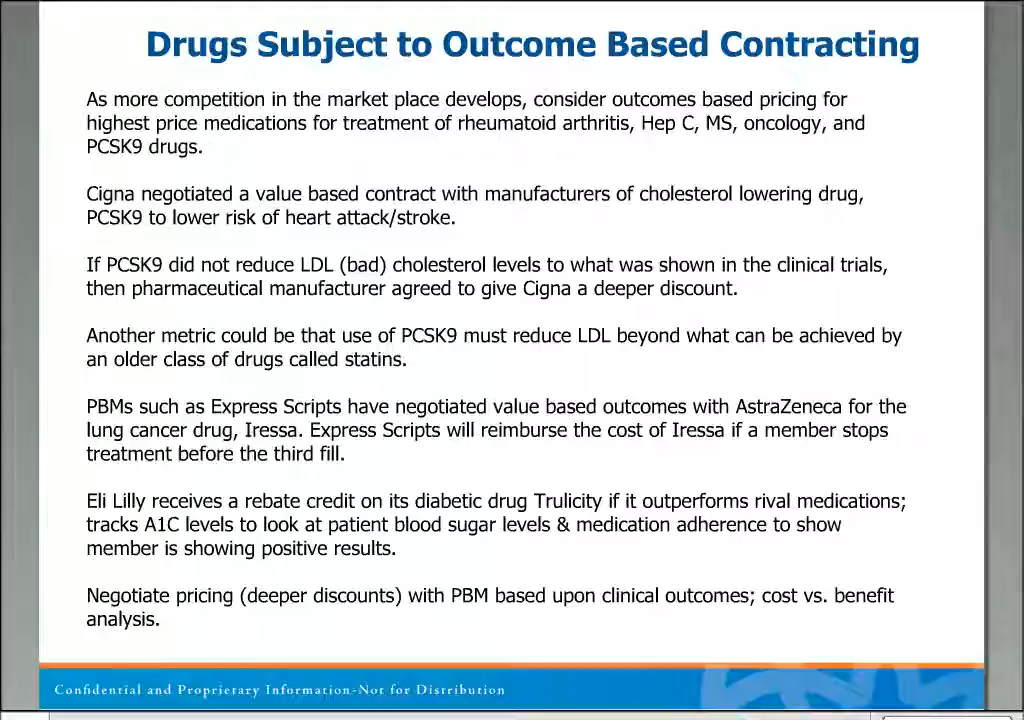 Drugs Subject to Outcome Based Contracting
As more competition in the market place develops, consider outcomes based pricing for
highest price medications for treatment of rheumatoid arthritis, Hep C, MS, oncology, and
PCSK9 drugs.
Cigna negotiated a value based contract with manufacturers of cholesterol lowering drug,
PCSK9 to lower risk of heart attack/stroke.
If PCSK9 did not reduce LDL (bad) cholesterol levels to what was shown in the clinical trials,
then pharmaceutical manufacturer agreed to give Cigna a deeper discount.
Another metric could be that use of PCSK9 must reduce LDL beyond what can be achieved by
an older class of drugs called statins.
PBMs such as Express Scripts have negotiated value based outcomes with AstraZeneca for the
lung cancer drug, Iressa. Express Scripts will reimburse the cost of Iressa if a member stops
treatment before the third fill.
Eli Lilly receives a rebate credit on its diabetic drug Trulicity if it outperforms rival medications;
tracks A1C levels to look at patient blood sugar levels & medication adherence to show
member is showing positive results.
Negotiate pricing (deeper discounts) with PBM based upon clinical outcomes; cost vs. benefit
analysis.
Confidential and Proprietary Information-Not for Distribution